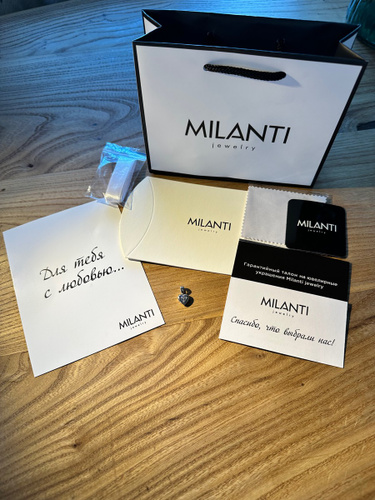 MILANTI
jewelry
MILANTI
jewelry
MILANTI
jewelry
Для тебя
с любовью...
MILANTI
jewelry
Гарантийный талон на ювелирные
украшения Milanti jewelry
MILANTI
jewelry
Спасибо, что выбрали нас!